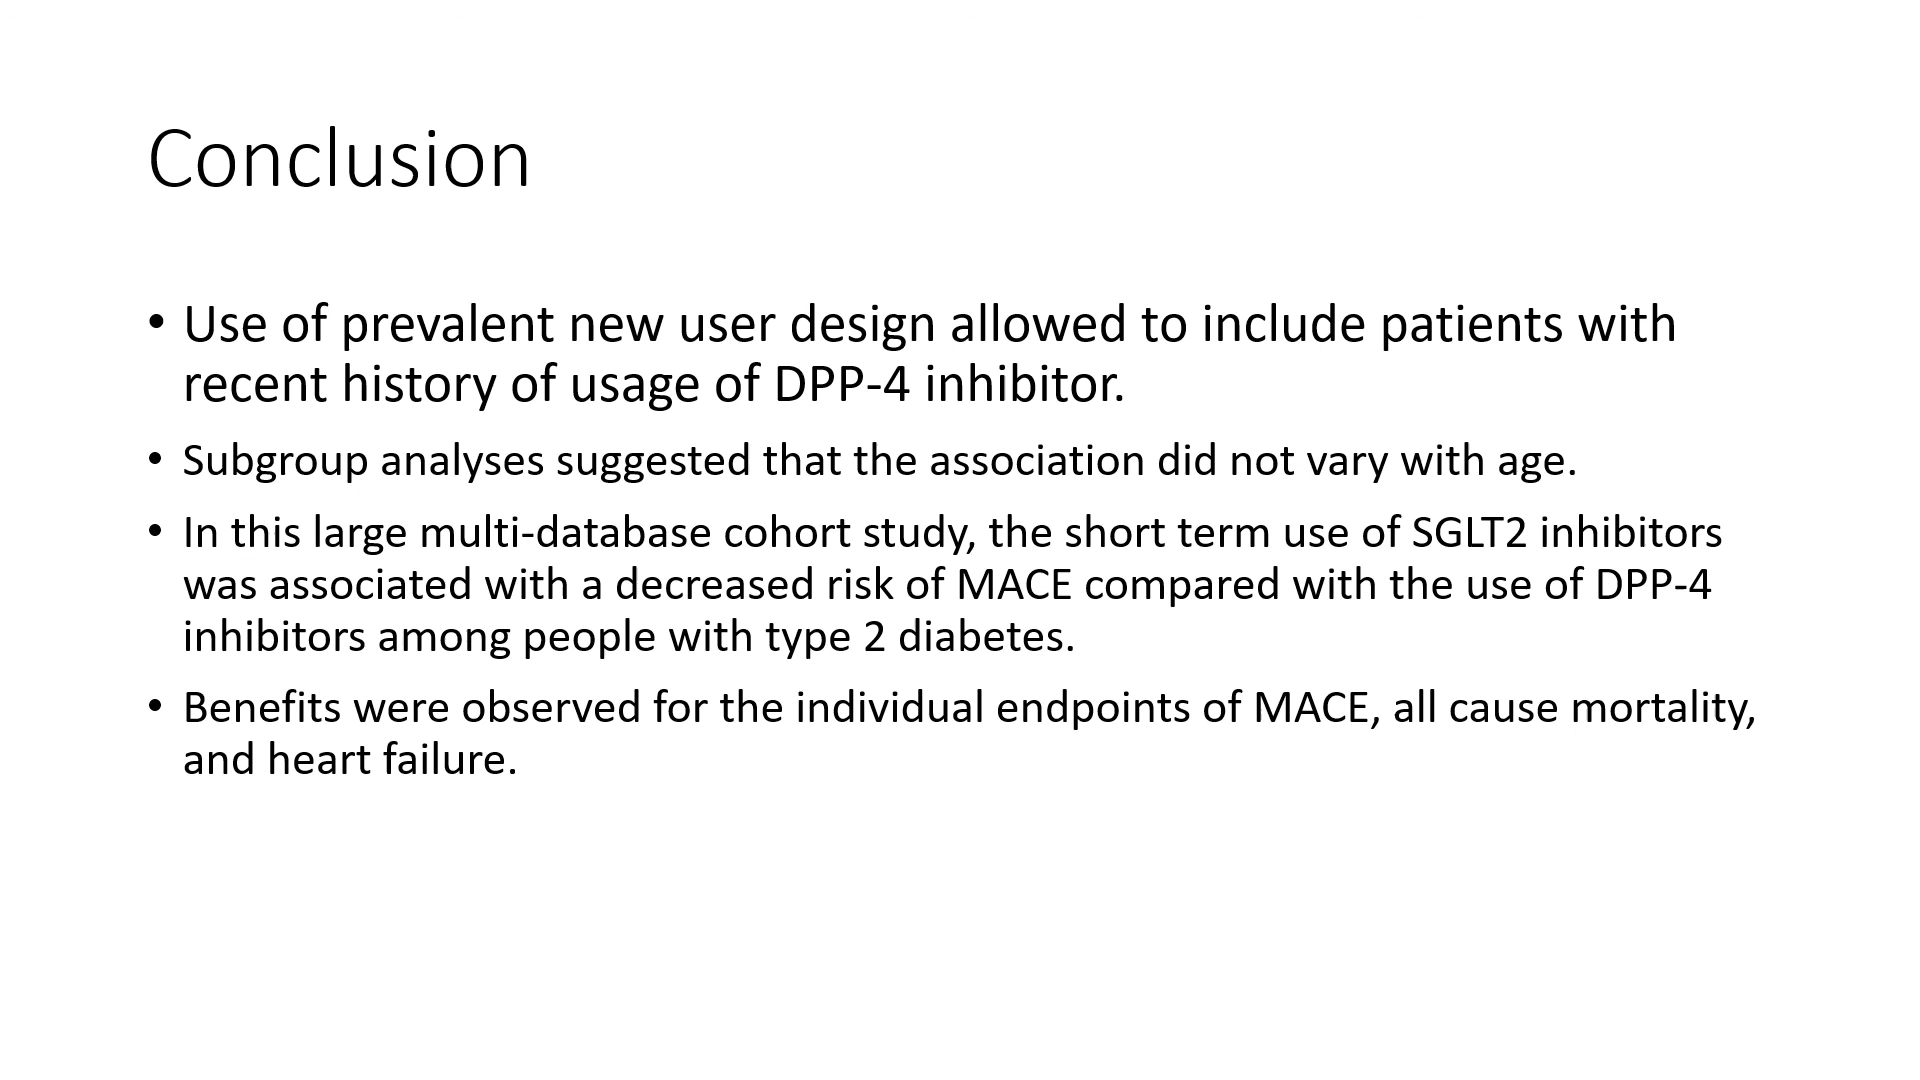 Conclusion
• Use of prevalent new user design allowed to include patients with
recent history of usage of DPP-4 inhibitor.
• Subgroup analyses suggested that the association did not vary with age.
• In this large multi-database cohort study, the short term use of SGLT2 inhibitors
was associated with a decreased risk of MACE compared with the use of DPP-4
inhibitors among people with type 2 diabetes.
• Benefits were observed for the individual endpoints of MACE, all cause mortality,
and heart failure.